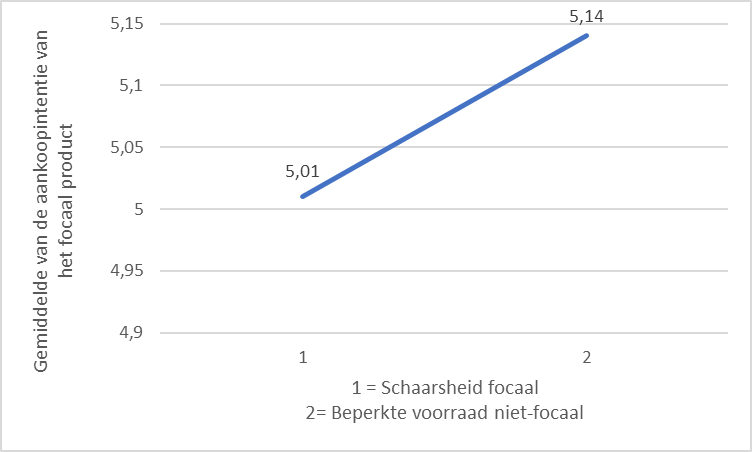 Gemiddelde van de aankoopintentie van
het focaal product
5,15
5,1
5,05
5
4,95
4,9
5,01
5,14
1
2
1 = Schaarsheid focaal
2= Beperkte voorraad niet-focaal